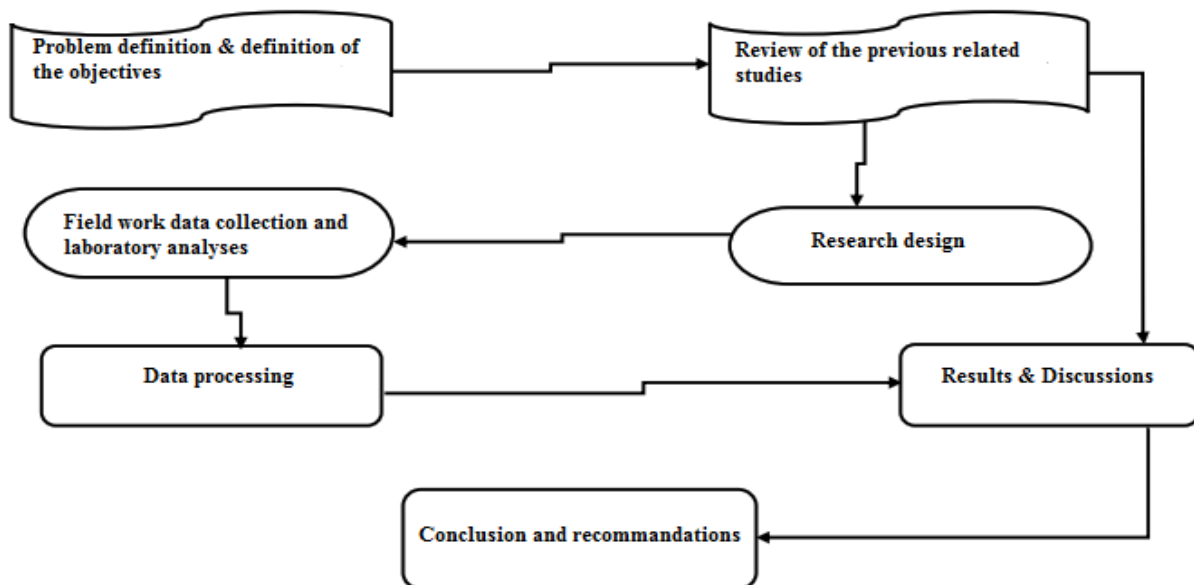 Problem definition & definition of
the objectives
Review of the previous related
studies
Field work data collection and
laboratory analyses
Research design
Data processing
Results & Discussions
Conclusion and recommandations